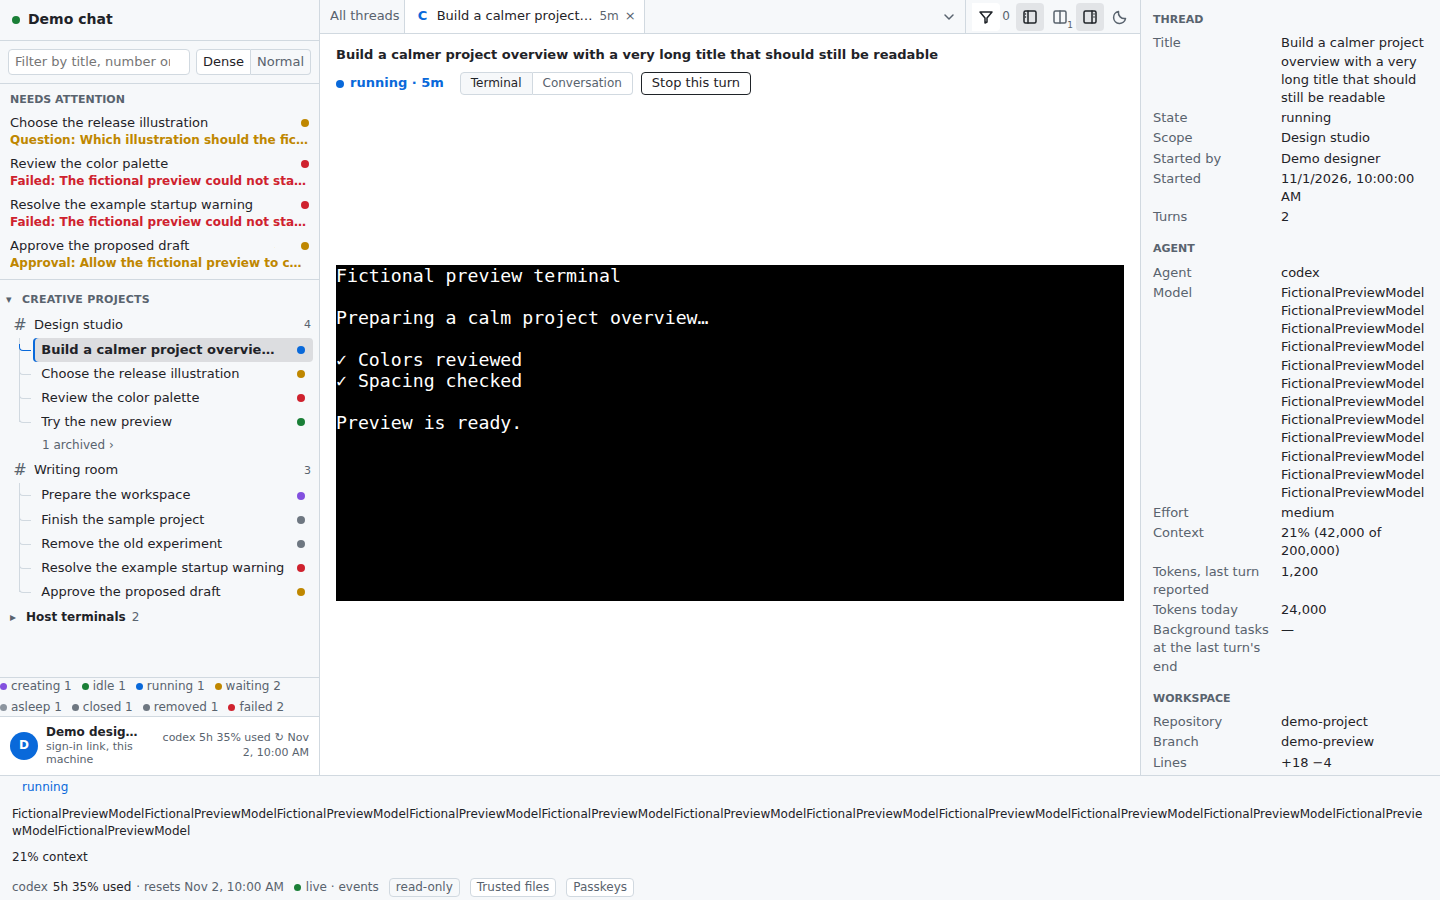 Demo chat
Filter by title, number or
Dense Normal
NEEDS ATTENTION
Choose the release illustration
Question: Which illustration should the fic…
Review the color palette
Failed: The fictional preview could not sta…
Resolve the example startup warning
Failed: The fictional preview could not sta…
Approve the proposed draft
Approval: Allow the fictional preview to c…
CREATIVE PROJECTS
# Design studio 4
Build a calmer project overvie…
Choose the release illustration
Review the color palette
Try the new preview
1 archived ›
# Writing room 3
Prepare the workspace
Finish the sample project
Remove the old experiment
Resolve the example startup warning
Approve the proposed draft
Host terminals 2
creating 1 idle 1 running 1 waiting 2
asleep 1 closed 1 removed 1 failed 2
D
Demo desig…
sign-in link, this
machine
codex 5h 35% used ↻ Nov
2, 10:00 AM
All threads
C Build a calmer project… 5m ×
0
1
Build a calmer project overview with a very long title that should still be readable
running · 5m
Terminal Conversation
Stop this turn
Fictional preview terminal
Preparing a calm project overview…
✓ Colors reviewed
✓ Spacing checked
Preview is ready.
THREAD
Title Build a calmer project
overview with a very
long title that should
still be readable
State running
Scope Design studio
Started by Demo designer
Started 11/1/2026, 10:00:00
AM
Turns 2
AGENT
Agent codex
Model FictionalPreviewModel
FictionalPreviewModel
FictionalPreviewModel
FictionalPreviewModel
FictionalPreviewModel
FictionalPreviewModel
FictionalPreviewModel
FictionalPreviewModel
FictionalPreviewModel
FictionalPreviewModel
FictionalPreviewModel
FictionalPreviewModel
Effort medium
Context 21% (42,000 of
200,000)
Tokens, last turn 1,200
reported
Tokens today 24,000
Background tasks —
at the last turn's
end
WORKSPACE
Repository demo-project
Branch demo-preview
Lines +18 −4
running
FictionalPreviewModelFictionalPreviewModelFictionalPreviewModelFictionalPreviewModelFictionalPreviewModelFictionalPreviewModelFictionalPreviewModelFictionalPreviewModelFictionalPreviewModelFictionalPreviewModelFictionalPrevie
wModelFictionalPreviewModel
21% context
codex 5h 35% used · resets Nov 2, 10:00 AM live · events read-only Trusted files Passkeys